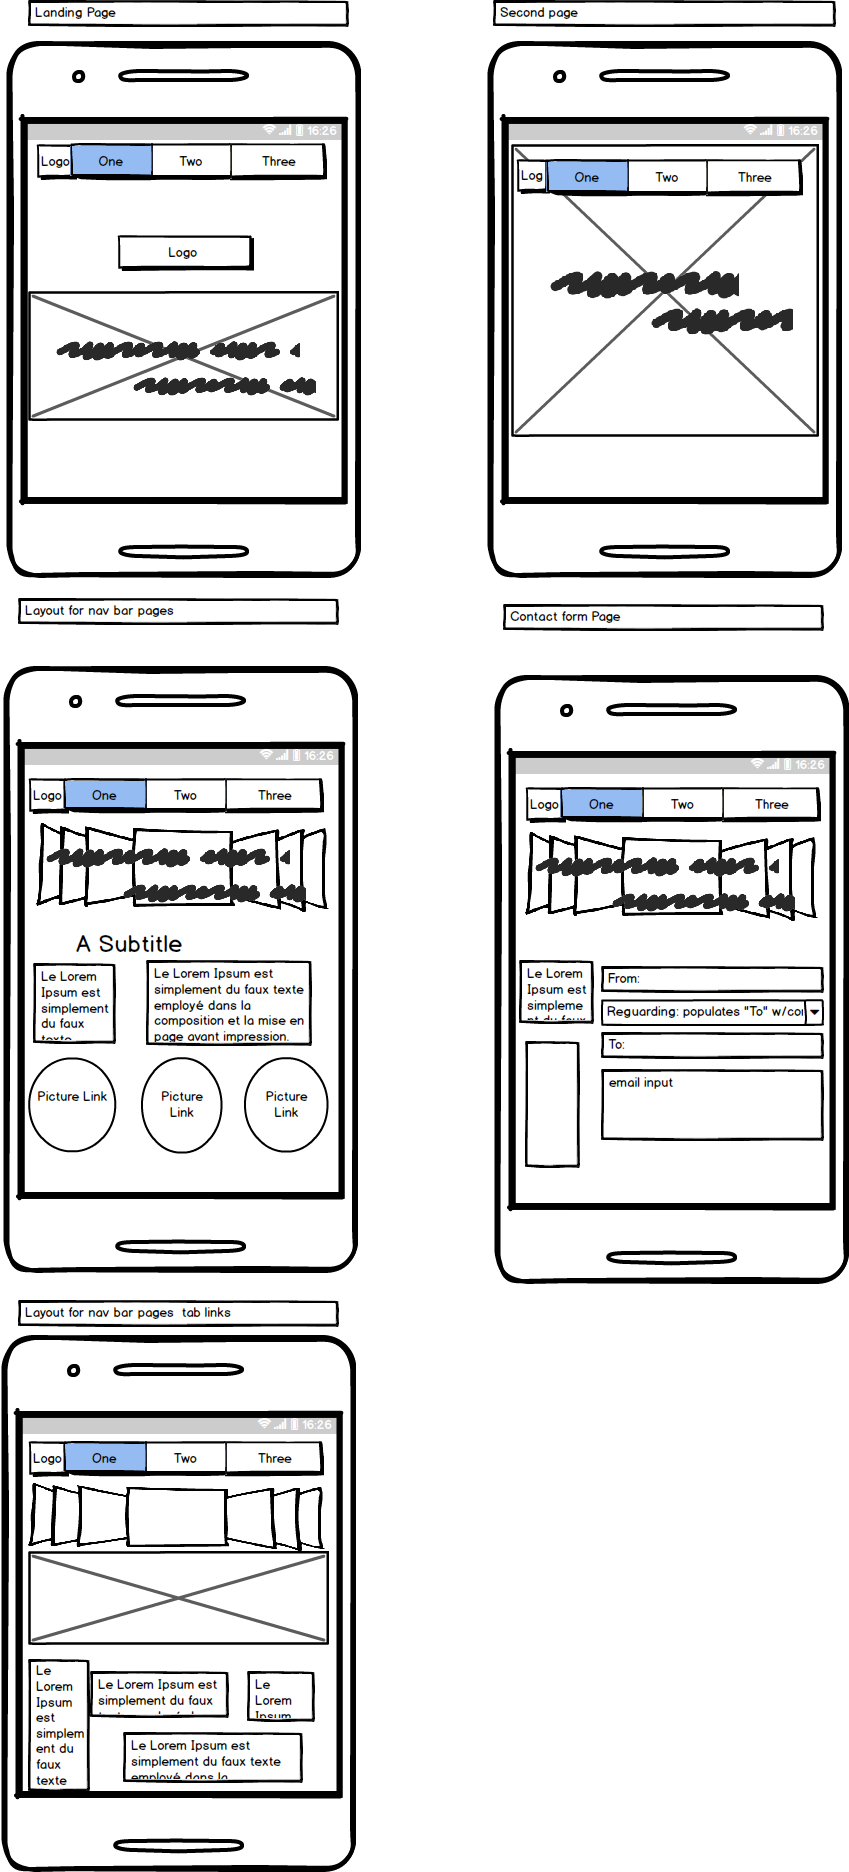 Landing Page
16:26
Logo One Two Three
Logo
Second page
16:26
Log One Two Three
Layout for nav bar pages
16:26
Logo One Two Three
A Subtitle
Le Lorem
Ipsum est
simplement
du faux
texte
Le Lorem Ipsum est
simplement du faux texte
employé dans la
composition et la mise en
page avant impression.
Picture Link
Picture
Link
Picture
Link
Contact form Page
16:26
Logo One Two Three
Le Lorem
Ipsum est
simpleme
nt du faux
From:
Reguarding: populates "To" w/co
To:
email input
Layout for nav bar pages tab links
16:26
Logo One Two Three
Le
Lorem
Ipsum
est
simplem
ent du
faux
texte
Le Lorem Ipsum est
simplement du faux
Le
Lorem
Ipsum
Le Lorem Ipsum est
simplement du faux texte
employé dans la